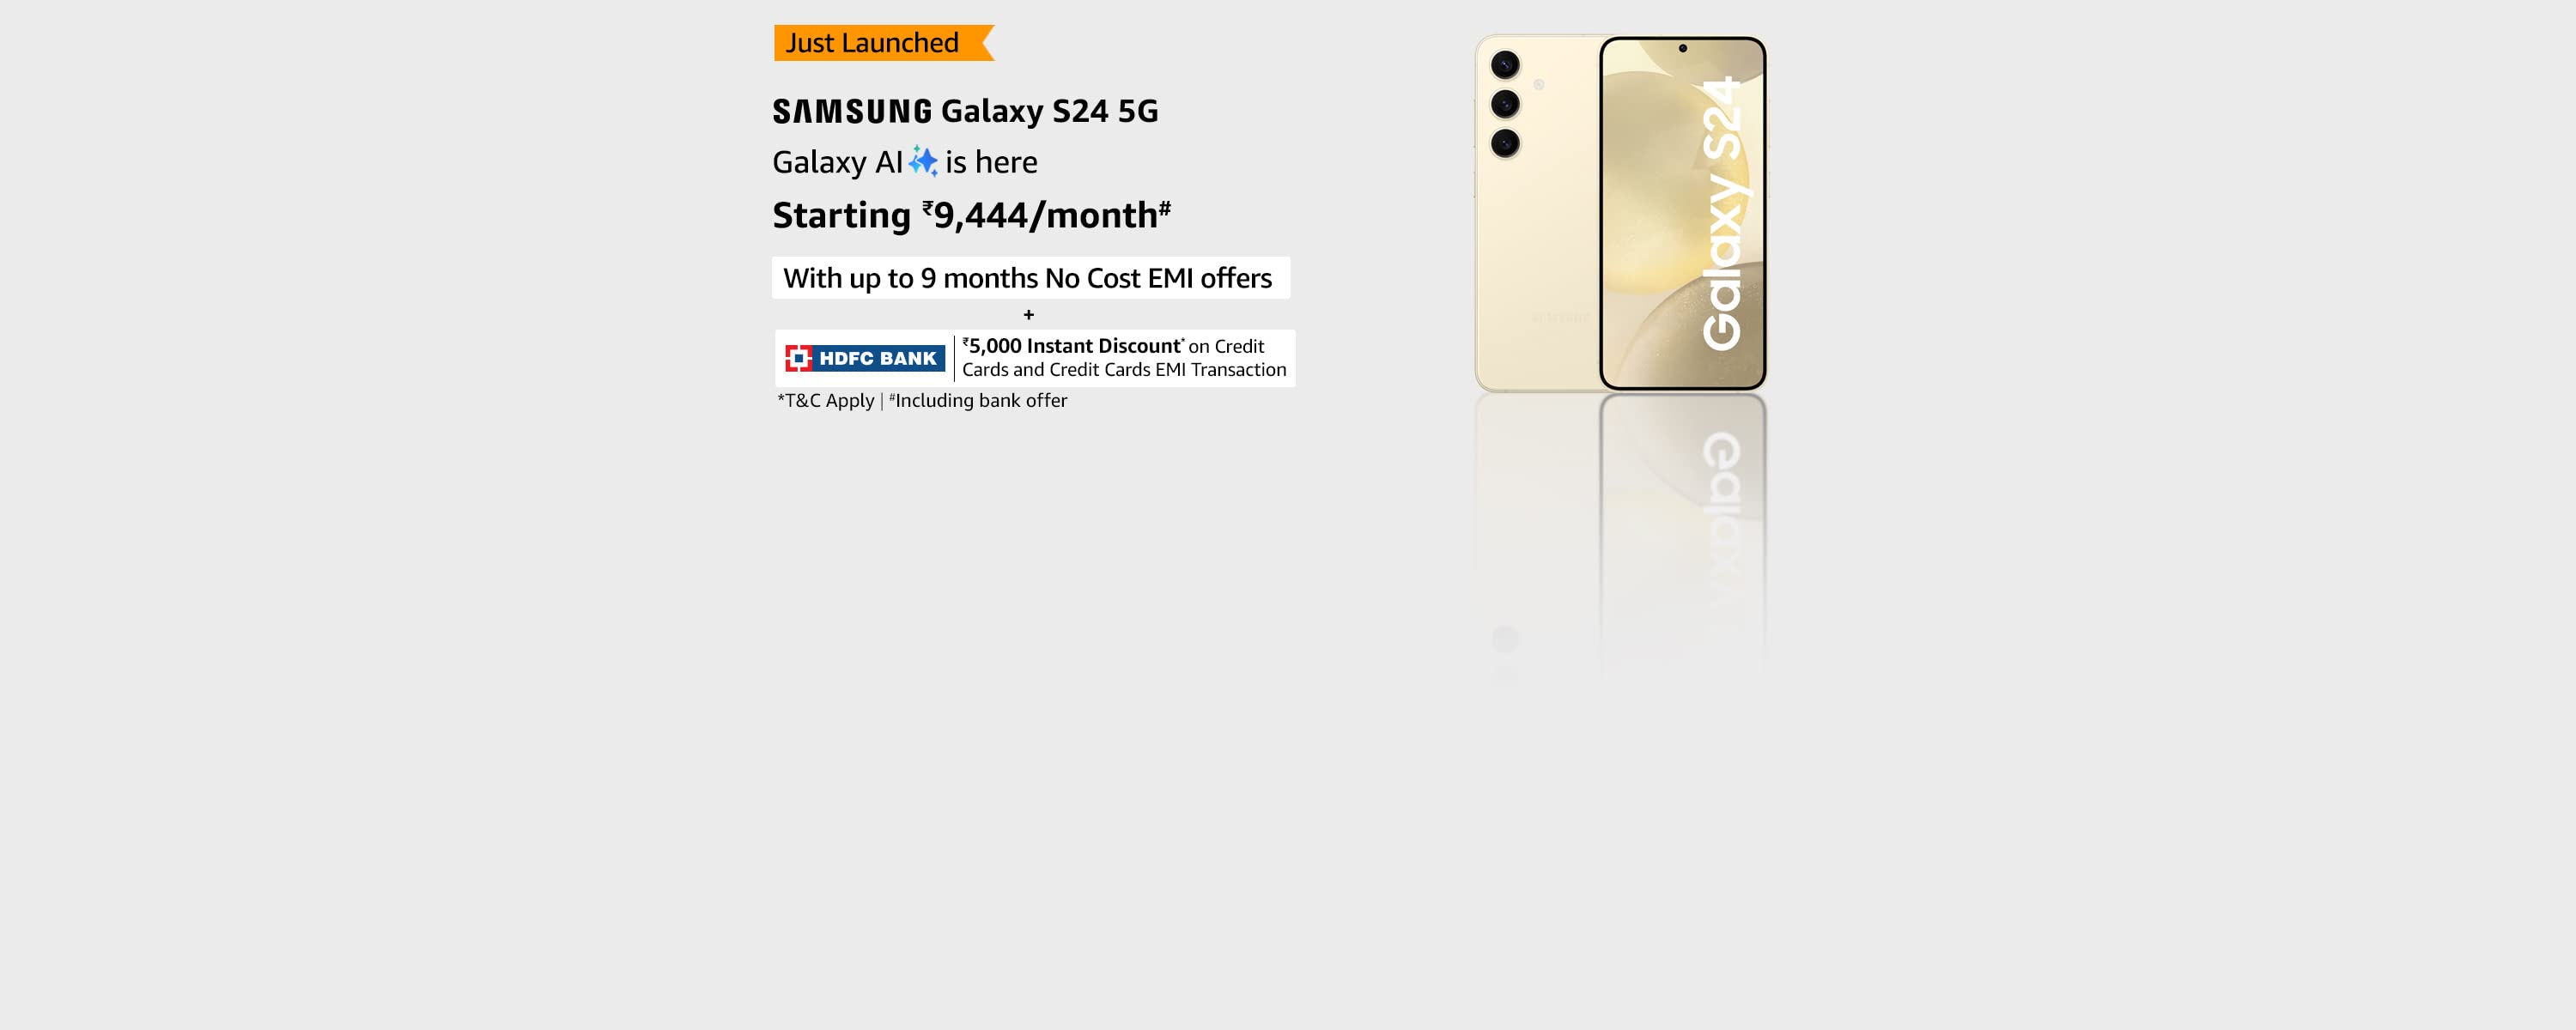 Just Launched
SAMSUNG Galaxy S24 5G
Galaxy AI is here
Starting ₹9,444/month#
With up to 9 months No Cost EMI offers
+
HDFC BANK
₹5,000 Instant Discount* on Credit
Cards and Credit Cards EMI Transaction
*T&C Apply | #Including bank offer
Galaxy S24
SAMSUNG